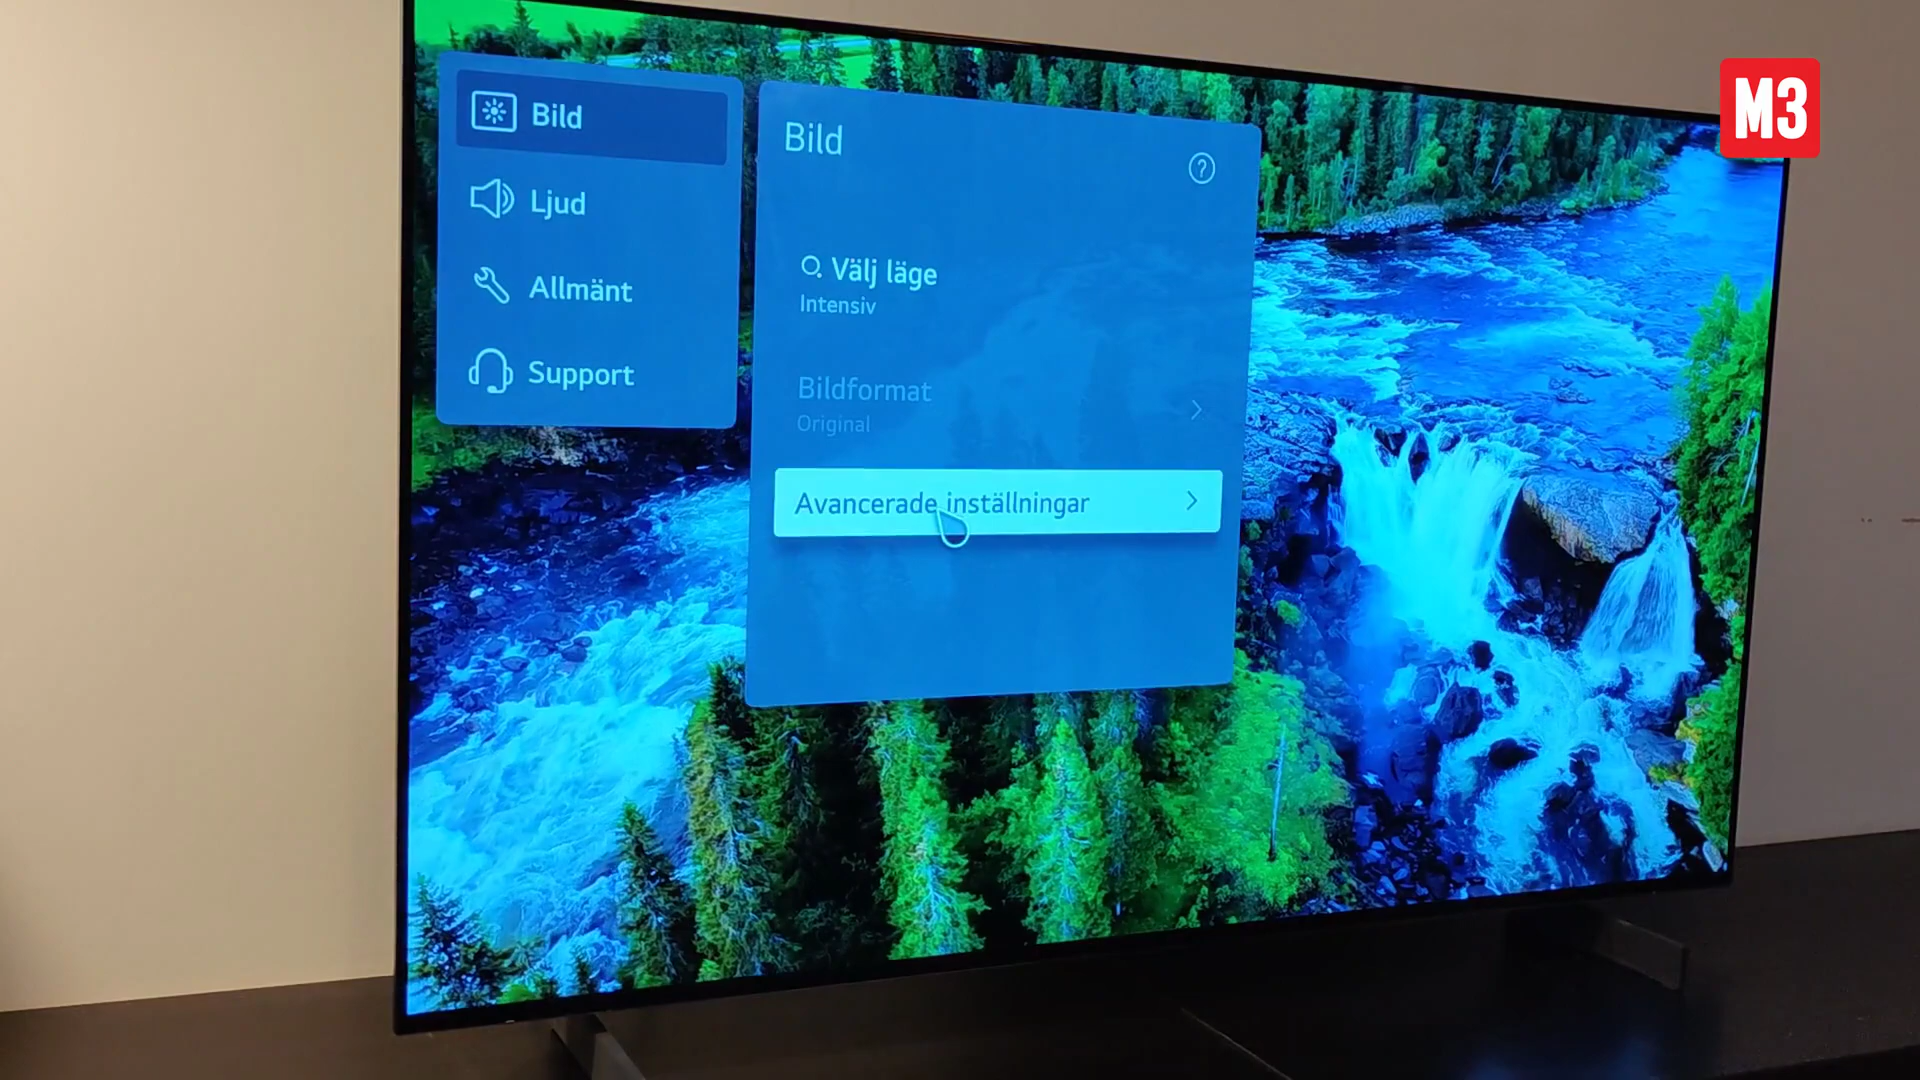 M3
Bild
Ljud
Allmänt
Support
Bild
?
Välj läge
Intensiv
Bildformat
Original
Avancerade inställningar